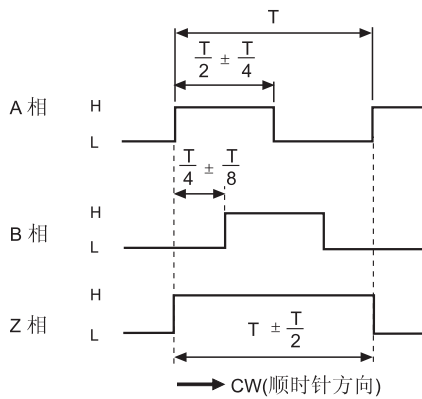 T
T/2 ± T/4
A 相 H
L
T/4 ± T/8
B 相 H
L
Z 相 H
L
T ± T/2
CW(顺时针方向)